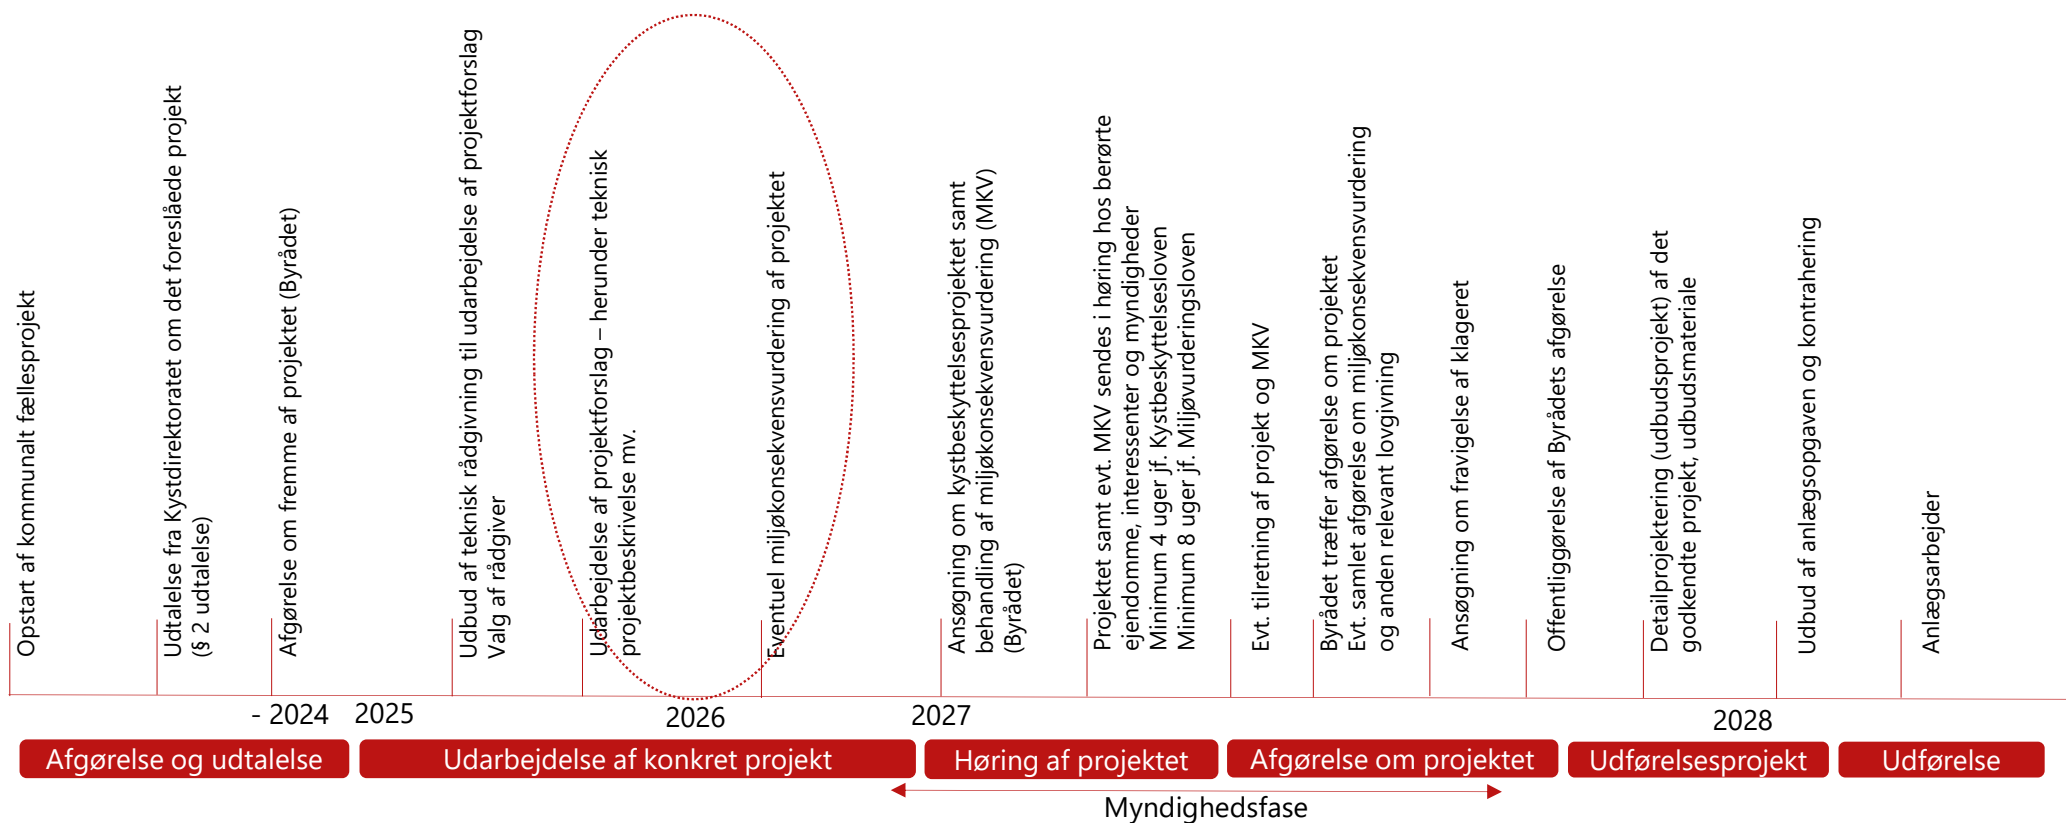 Opstart af kommunalt fællesprojekt
Udtalelse fra Kystdirektoratet om det foreslåede projekt
(§ 2 udtalelse)
Afgørelse om fremme af projektet (Byrådet)
Udbud af teknisk rådgivning til udarbejdelse af projektforslag
Valg af rådgiver
Udarbejdelse af projektforslag – herunder teknisk
projektbeskrivelse mv.
Eventuel miljøkonsekvensvurdering af projektet
Ansøgning om kystbeskyttelsesprojektet samt
behandling af miljøkonsekvensvurdering (MKV)
(Byrådet)
Projektet samt evt. MKV sendes i høring hos berørte
ejendomme, interessenter og myndigheder
Minimum 4 uger jf. Kystbeskyttelsesloven
Minimum 8 uger jf. Miljøvurderingsloven
Evt. tilretning af projekt og MKV
Byrådet træffer afgørelse om projektet
Evt. samlet afgørelse om miljøkonsekvensvurdering
og anden relevant lovgivning
Ansøgning om fravigelse af klageret
Offentliggørelse af Byrådets afgørelse
Detailprojektering (udbudsprojekt) af det
godkendte projekt, udbudsmateriale
Udbud af anlægsopgaven og kontrahering
Anlægsarbejder
- 2024
2025
2026
2027
2028
Afgørelse og udtalelse
Udarbejdelse af konkret projekt
Høring af projektet
Afgørelse om projektet
Udførelsesprojekt
Udførelse
Myndighedsfase